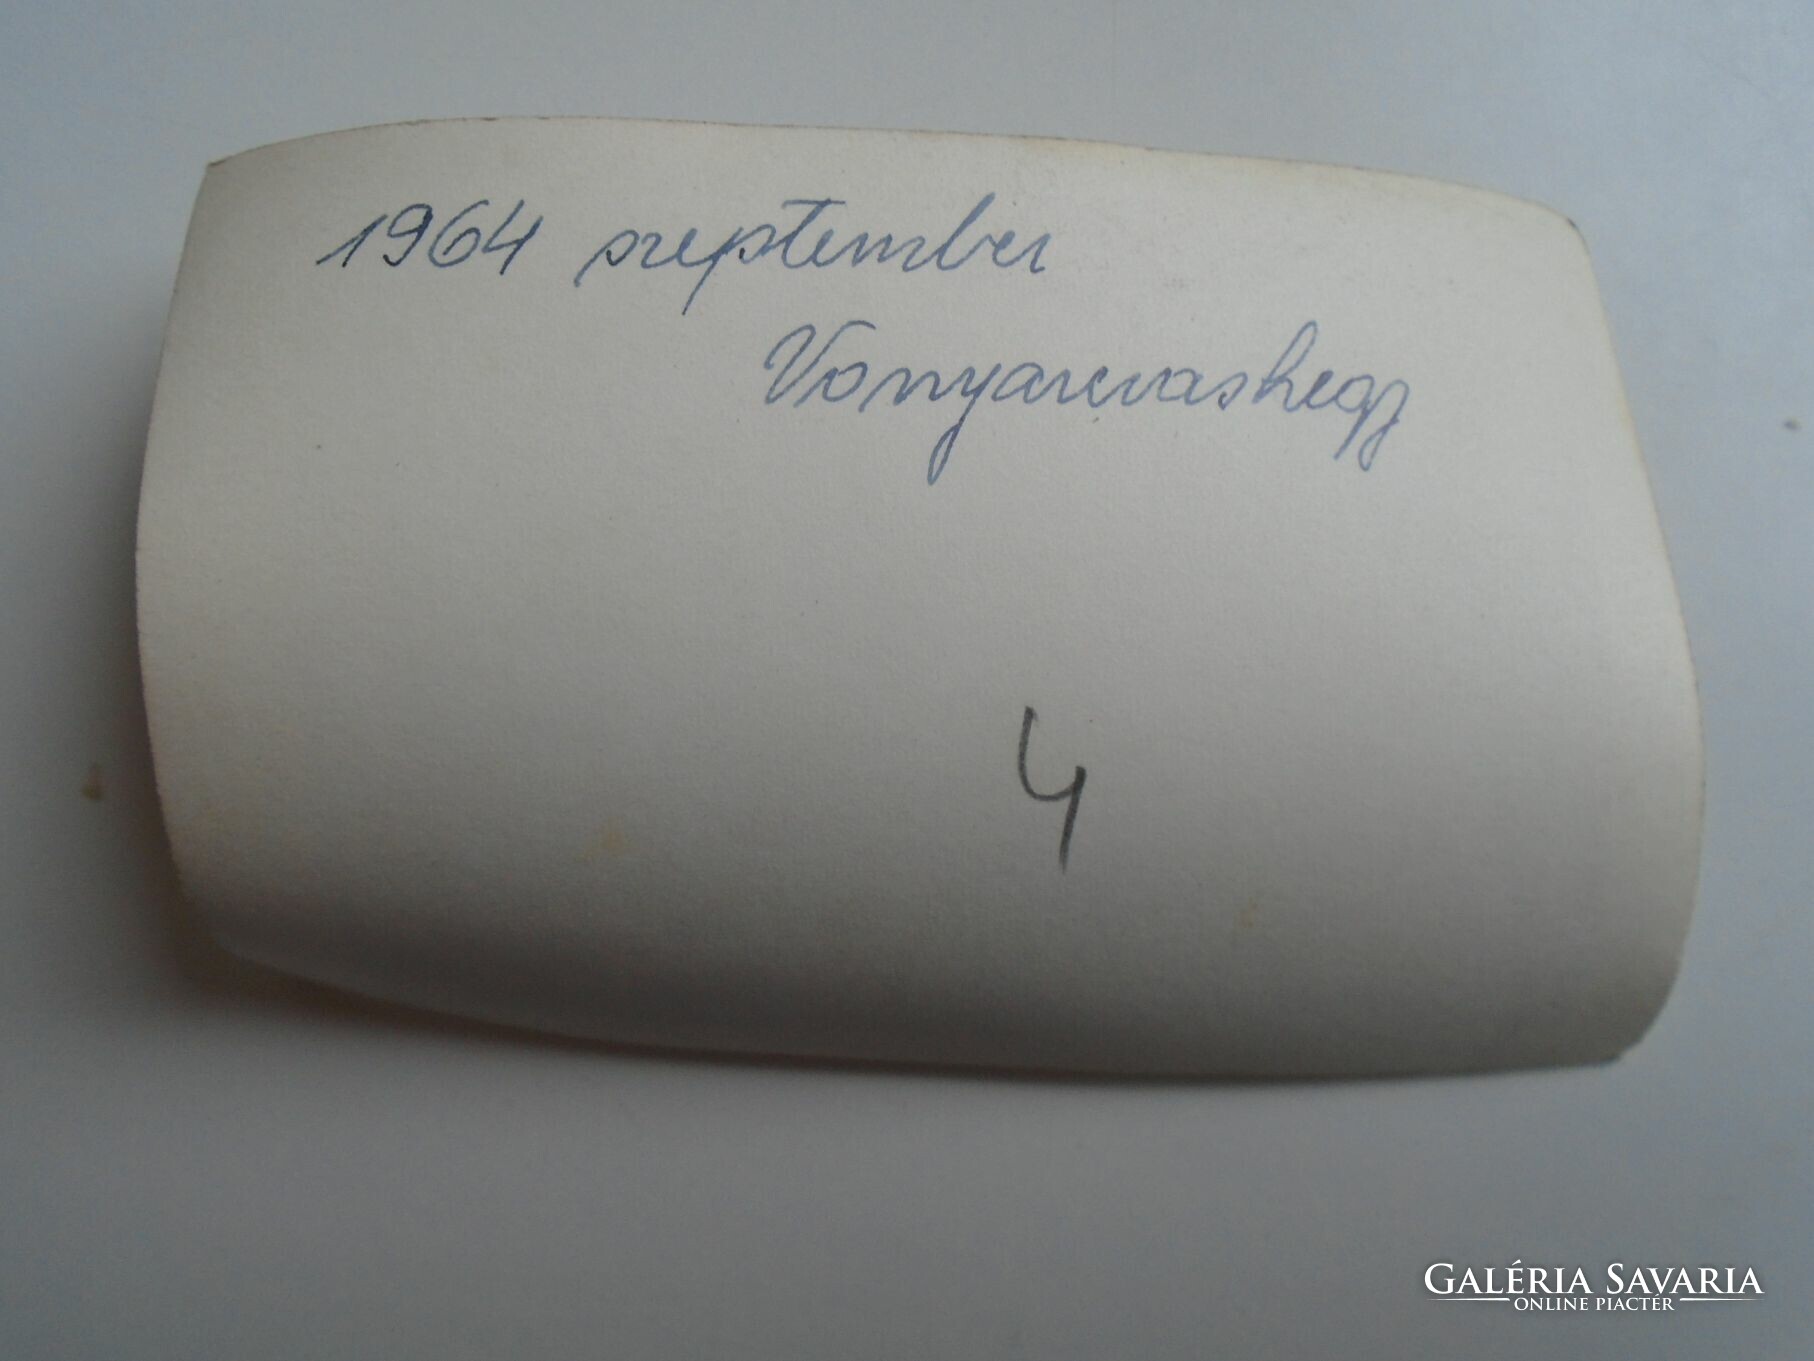 1964 szeptember
Vonyarcvashegy
4
GALÉRIA SAVARIA
ONLINE PIACTÉR